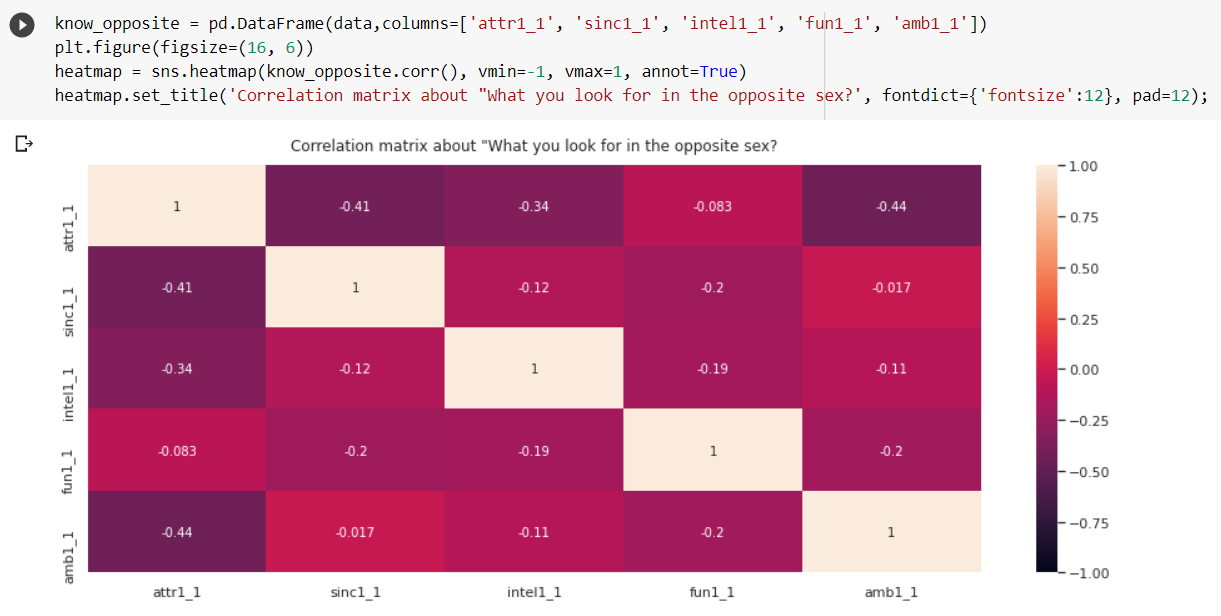 know_opposite = pd.DataFrame(data,columns=['attr1_1', 'sinc1_1', 'intel1_1', 'fun1_1', 'amb1_1'])
plt.figure(figsize=(16, 6))
heatmap = sns.heatmap(know_opposite.corr(), vmin=-1, vmax=1, annot=True)
heatmap.set_title('Correlation matrix about "What you look for in the opposite sex?', fontdict={'fontsize':12}, pad=12);
Correlation matrix about "What you look for in the opposite sex?
attr1_1 1 -0.41 -0.34 -0.083 -0.44
sinc1_1 -0.41 1 -0.12 -0.2 -0.017
intel1_1 -0.34 -0.12 1 -0.19 -0.11
fun1_1 -0.083 -0.2 -0.19 1 -0.2
amb1_1 -0.44 -0.017 -0.11 -0.2 1
attr1_1 sinc1_1 intel1_1 fun1_1 amb1_1
1.00
0.75
0.50
0.25
0.00
−0.25
−0.50
−0.75
−1.00